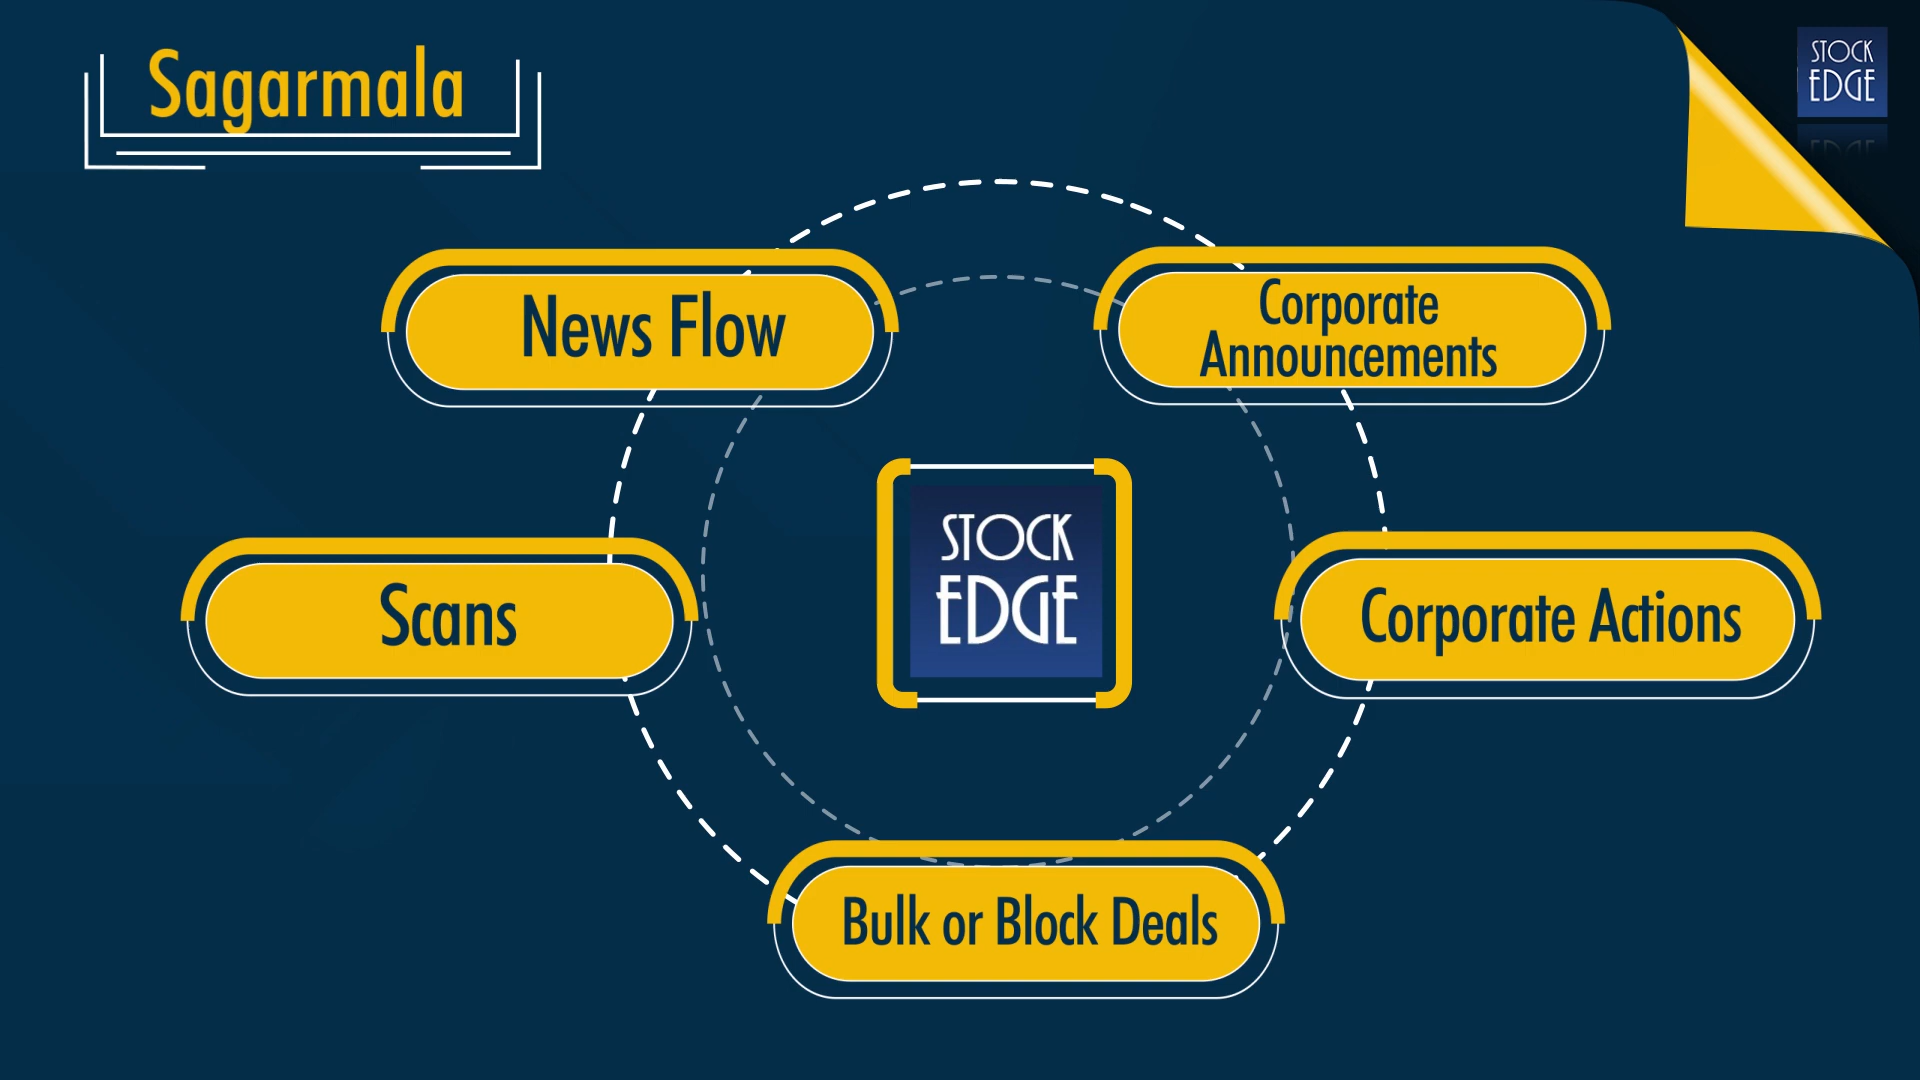 Sagarmala
STOCK
EDGE
News Flow
Corporate
Announcements
STOCK
EDGE
Scans
Corporate Actions
Bulk or Block Deals